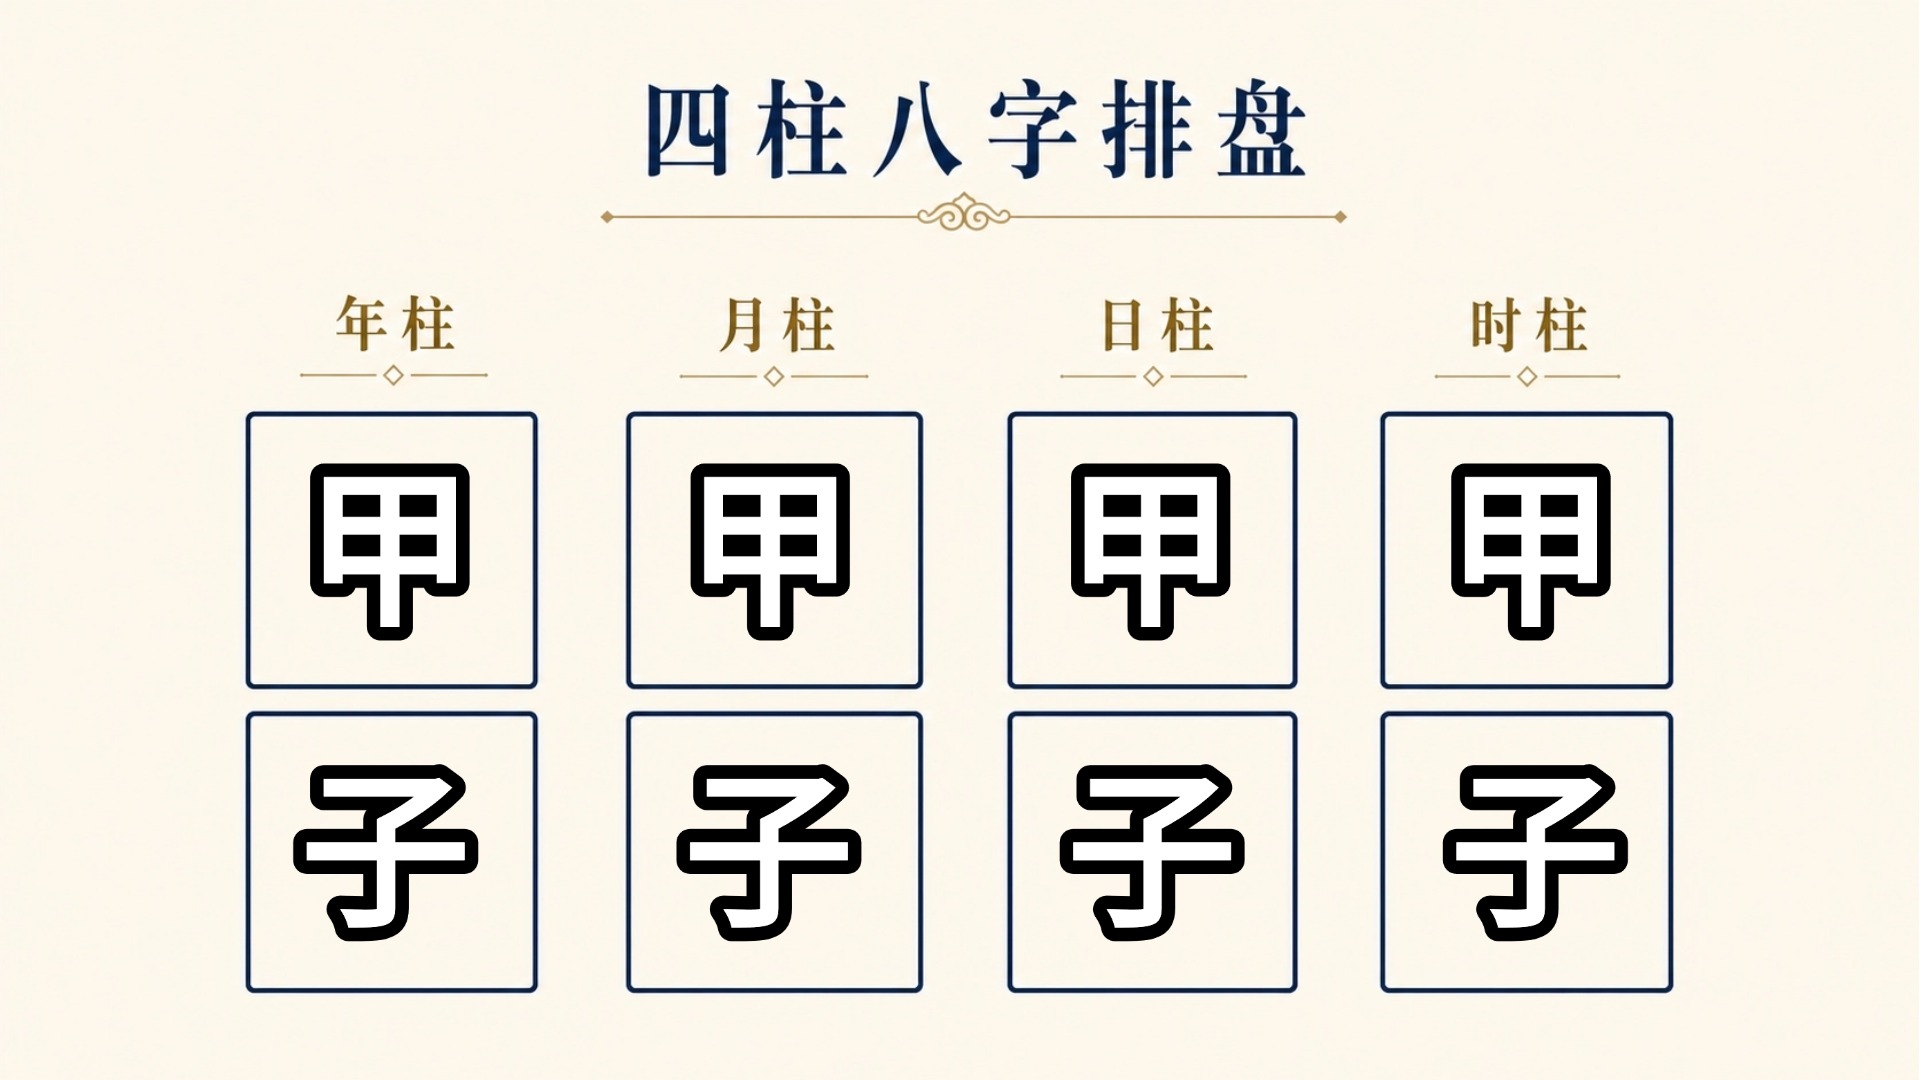 四柱八字排盘
年柱 月柱 日柱 时柱
甲 甲 甲 甲
子 子 子 子